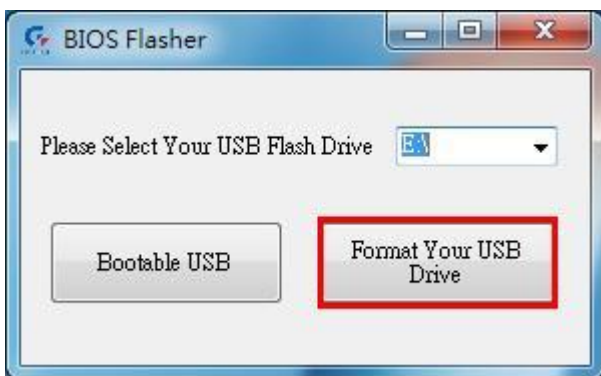 BIOS Flasher
Please Select Your USB Flash Drive E:\
Bootable USB
Format Your USB
Drive